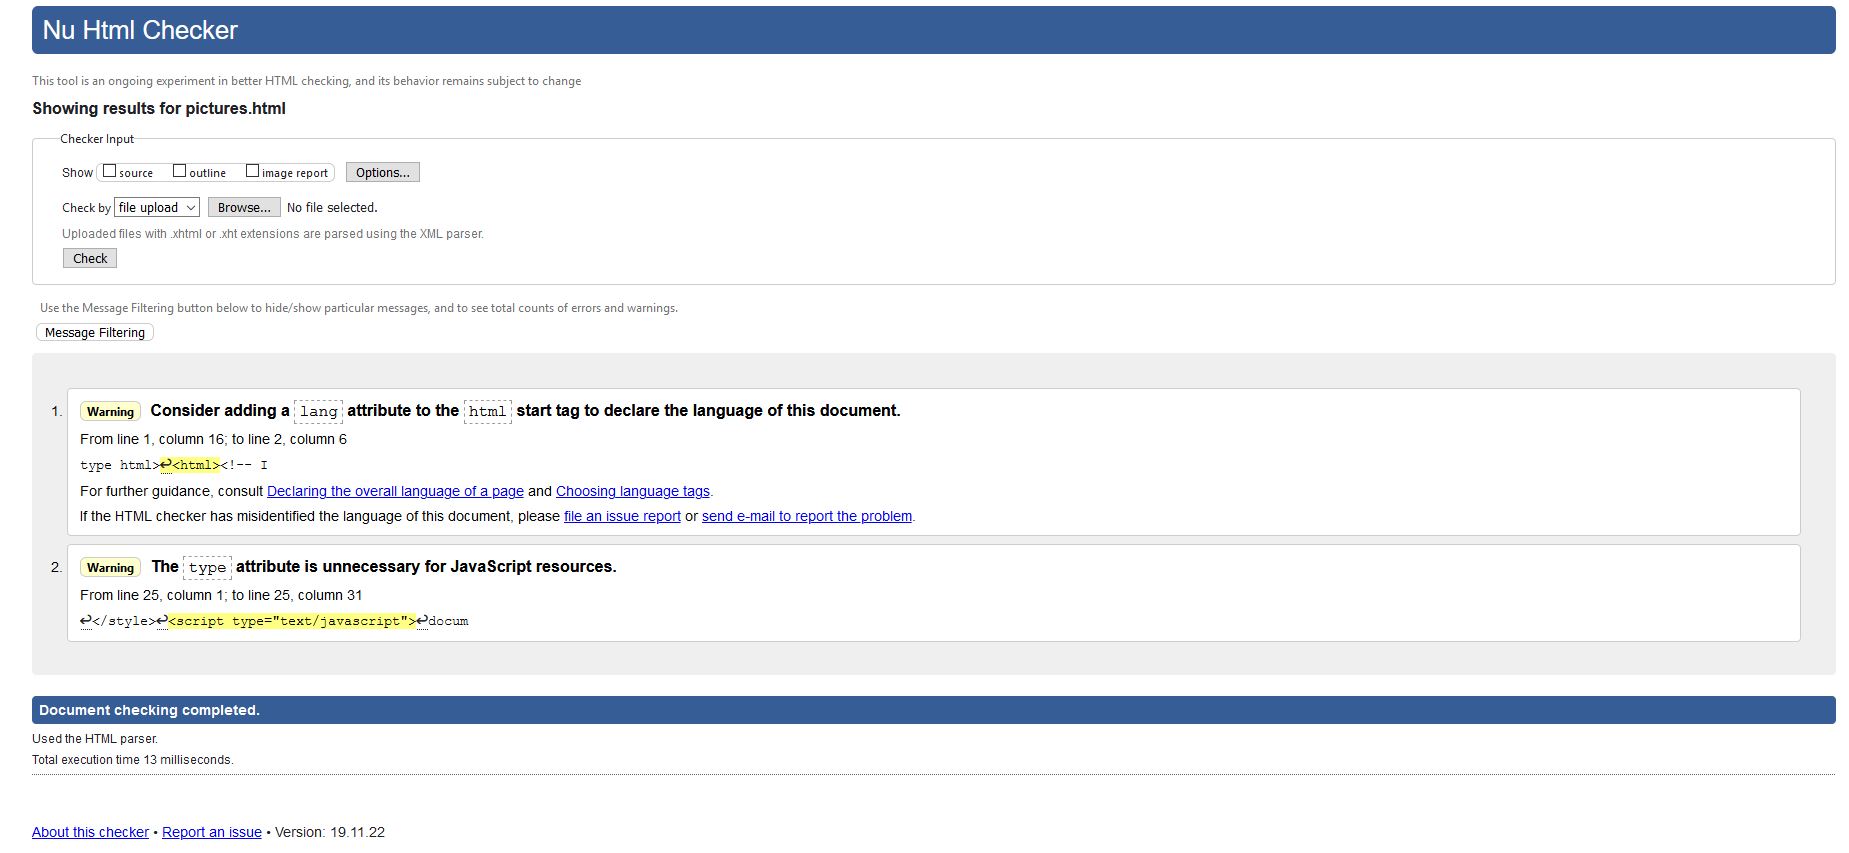 Nu Html Checker
This tool is an ongoing experiment in better HTML checking, and its behavior remains subject to change
Showing results for pictures.html
Checker Input
Show source outline image report Options...
Check by file upload Browse... No file selected.
Uploaded files with .xhtml or .xht extensions are parsed using the XML parser.
Check
Use the Message Filtering button below to hide/show particular messages, and to see total counts of errors and warnings.
Message Filtering
1. Warning Consider adding a lang attribute to the html start tag to declare the language of this document.
From line 1, column 16; to line 2, column 6
type html>↩<html><!-- I
For further guidance, consult Declaring the overall language of a page and Choosing language tags.
If the HTML checker has misidentified the language of this document, please file an issue report or send e-mail to report the problem.
2. Warning The type attribute is unnecessary for JavaScript resources.
From line 25, column 1; to line 25, column 31
↩</style>↩<script type="text/javascript">↩docum
Document checking completed.
Used the HTML parser.
Total execution time 13 milliseconds.
About this checker • Report an issue • Version: 19.11.22